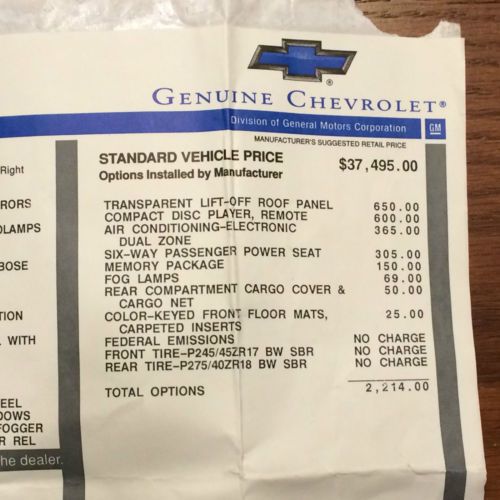 GENUINE CHEVROLET®
Division of General Motors Corporation GM
MANUFACTURER'S SUGGESTED RETAIL PRICE
STANDARD VEHICLE PRICE $37,495.00
Options Installed by Manufacturer
TRANSPARENT LIFT-OFF ROOF PANEL 650.00
COMPACT DISC PLAYER, REMOTE 600.00
AIR CONDITIONING-ELECTRONIC 365.00
DUAL ZONE
SIX-WAY PASSENGER POWER SEAT 305.00
MEMORY PACKAGE 150.00
FOG LAMPS 69.00
REAR COMPARTMENT CARGO COVER & 50.00
CARGO NET
COLOR-KEYED FRONT FLOOR MATS, 25.00
CARPETED INSERTS
FEDERAL EMISSIONS NO CHARGE
FRONT TIRE-P245/45ZR17 BW SBR NO CHARGE
REAR TIRE-P275/40ZR18 BW SBR NO CHARGE
TOTAL OPTIONS 2,214.00
Right
RORS
DLAMPS
BOSE
TION
L WITH
EEL
DOWS
FOGGER
R REL
he dealer.